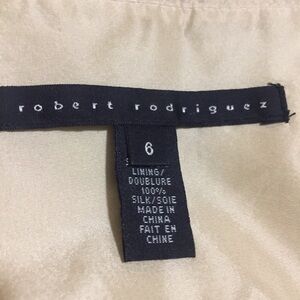 robert rodriguez
6
LINING/
DOUBLURE
100%
SILK/SOIE
MADE IN
CHINA
FAIT EN
CHINE